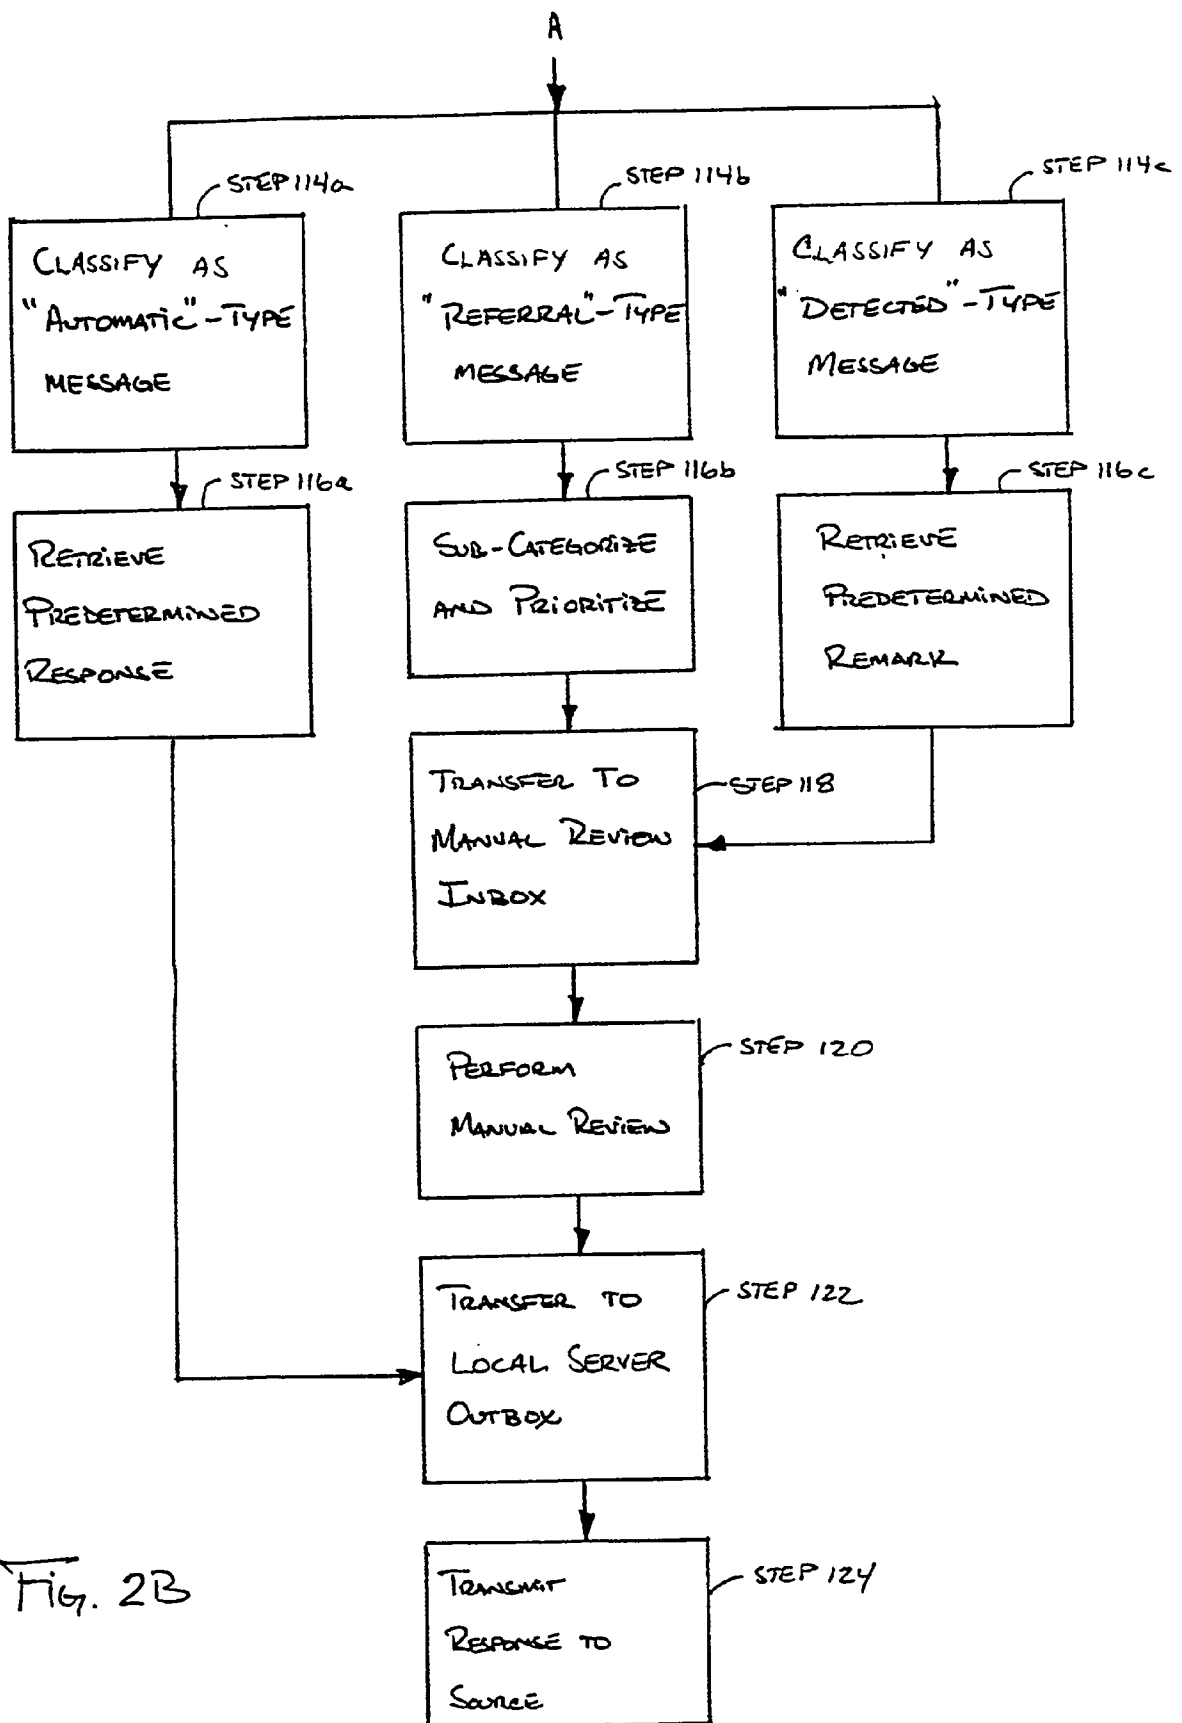 A
STEP 114a
CLASSIFY AS
"AUTOMATIC"-TYPE
MESSAGE
STEP 114b
CLASSIFY AS
"REFERRAL"-TYPE
MESSAGE
STEP 114c
CLASSIFY AS
"DETECTED"-TYPE
MESSAGE
STEP 116a
RETRIEVE
PREDETERMINED
RESPONSE
STEP 116b
SUB-CATEGORIZE
AND PRIORITIZE
STEP 116c
RETRIEVE
PREDETERMINED
REMARK
STEP 118
TRANSFER TO
MANUAL REVIEW
INBOX
STEP 120
PERFORM
MANUAL REVIEW
STEP 122
TRANSFER TO
LOCAL SERVER
OUTBOX
STEP 124
TRANSMIT
RESPONSE TO
SOURCE
FIG. 2B